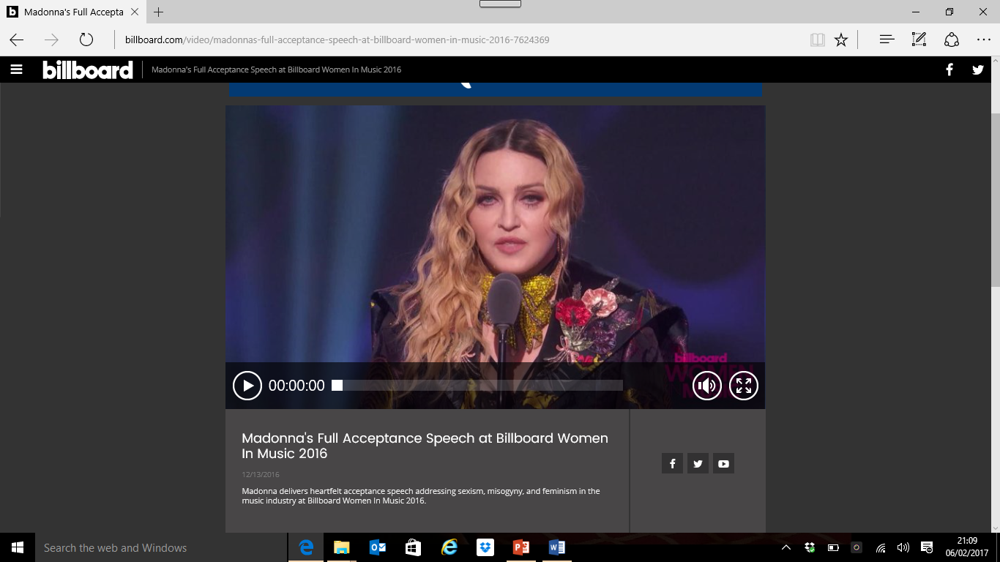 Madonna's Full Accepta
billboard.com/video/madonnas-full-acceptance-speech-at-billboard-women-in-music-2016-7624369
billboard
Madonna's Full Acceptance Speech at Billboard Women In Music 2016
billboard
WOMEN
00:00:00
Madonna's Full Acceptance Speech at Billboard Women
In Music 2016
12/13/2016
Madonna delivers heartfelt acceptance speech addressing sexism, misogyny, and feminism in the
music industry at Billboard Women In Music 2016.
Search the web and Windows
21:09
06/02/2017